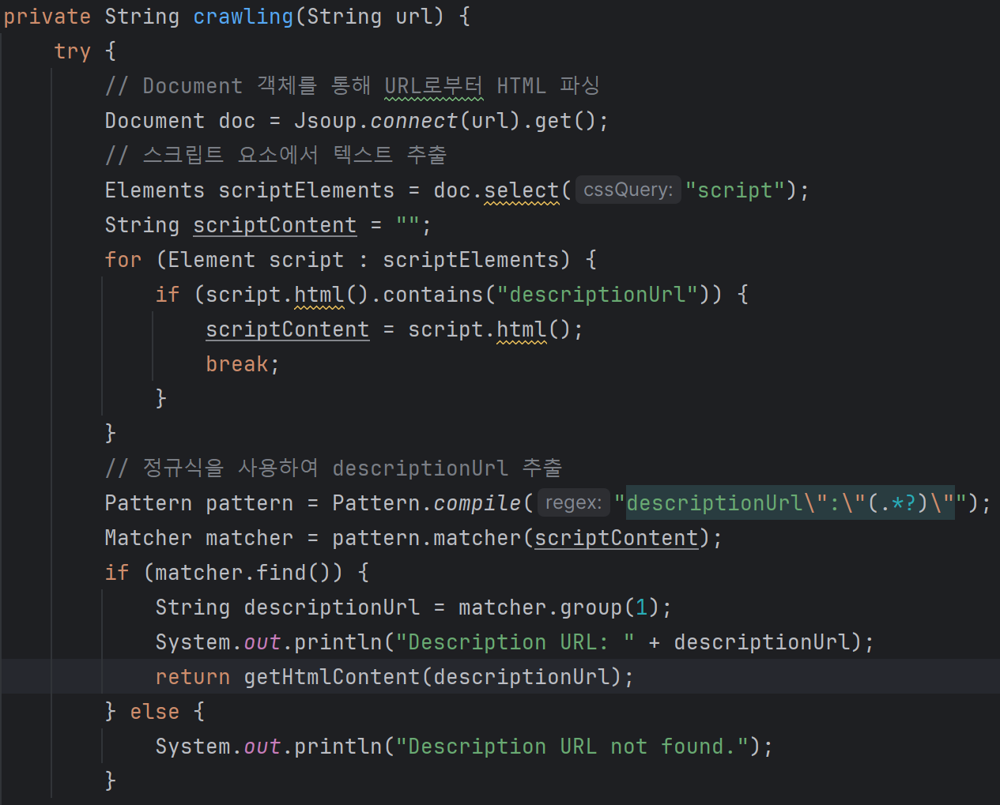 private String crawling(String url) {
try {
// Document 객체를 통해 URL로부터 HTML 파싱
Document doc = Jsoup.connect(url).get();
// 스크립트 요소에서 텍스트 추출
Elements scriptElements = doc.select( cssQuery: "script");
String scriptContent = "";
for (Element script : scriptElements) {
if (script.html().contains("descriptionUrl")) {
scriptContent = script.html();
break;
}
}
// 정규식을 사용하여 descriptionUrl 추출
Pattern pattern = Pattern.compile( regex: "descriptionUrl\":\"(.*?)\"");
Matcher matcher = pattern.matcher(scriptContent);
if (matcher.find()) {
String descriptionUrl = matcher.group(1);
System.out.println("Description URL: " + descriptionUrl);
return getHtmlContent(descriptionUrl);
} else {
System.out.println("Description URL not found.");
}